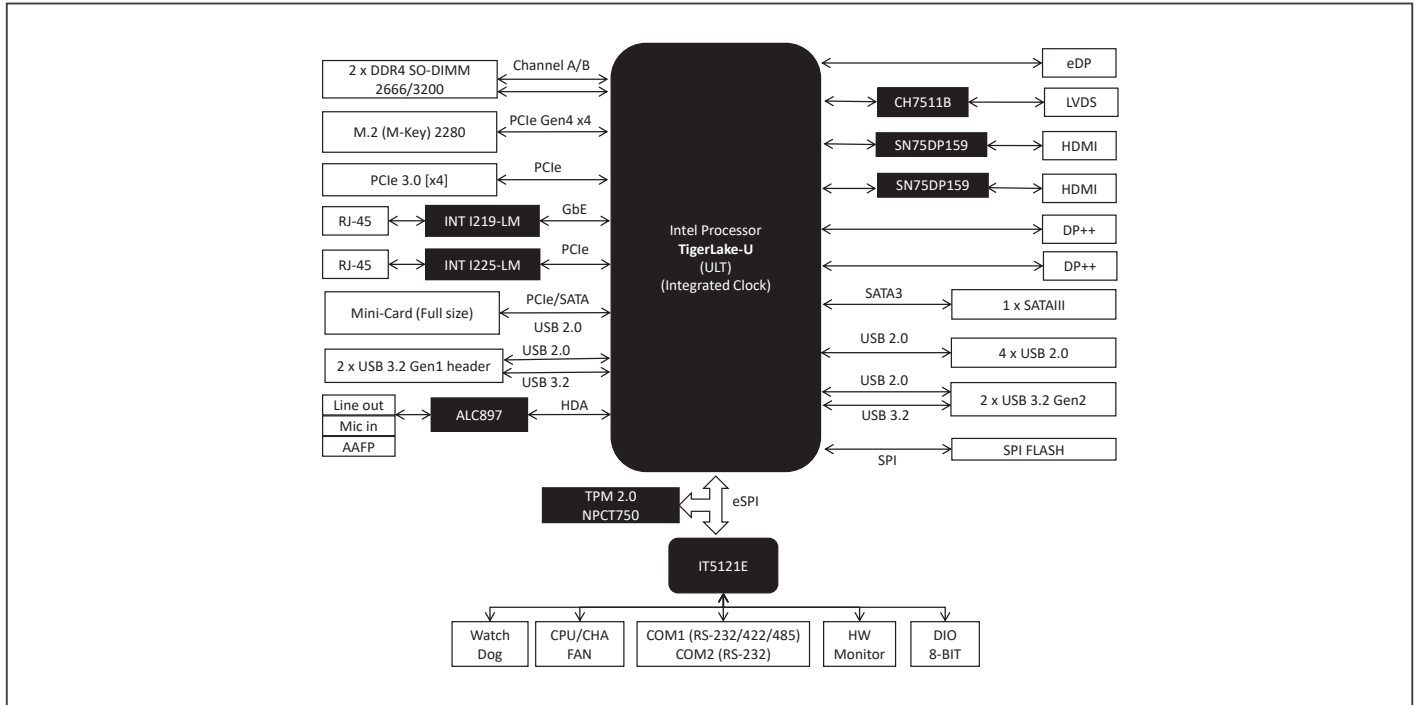 2 x DDR4 SO-DIMM
2666/3200
Channel A/B
M.2 (M-Key) 2280
PCIe Gen4 x4
PCIe 3.0 [x4]
PCIe
RJ-45
INT I219-LM
GbE
RJ-45
INT I225-LM
PCIe
Mini-Card (Full size)
PCIe/SATA
USB 2.0
2 x USB 3.2 Gen1 header
USB 2.0
USB 3.2
Line out
Mic in
AAFP
ALC897
HDA
Intel Processor
TigerLake-U
(ULT)
(Integrated Clock)
eDP
CH7511B
LVDS
SN75DP159
HDMI
SN75DP159
HDMI
DP++
DP++
SATA3
1 x SATAIII
USB 2.0
4 x USB 2.0
USB 2.0
USB 3.2
2 x USB 3.2 Gen2
SPI
SPI FLASH
TPM 2.0
NPCT750
eSPI
IT5121E
Watch
Dog
CPU/CHA
FAN
COM1 (RS-232/422/485)
COM2 (RS-232)
HW
Monitor
DIO
8-BIT